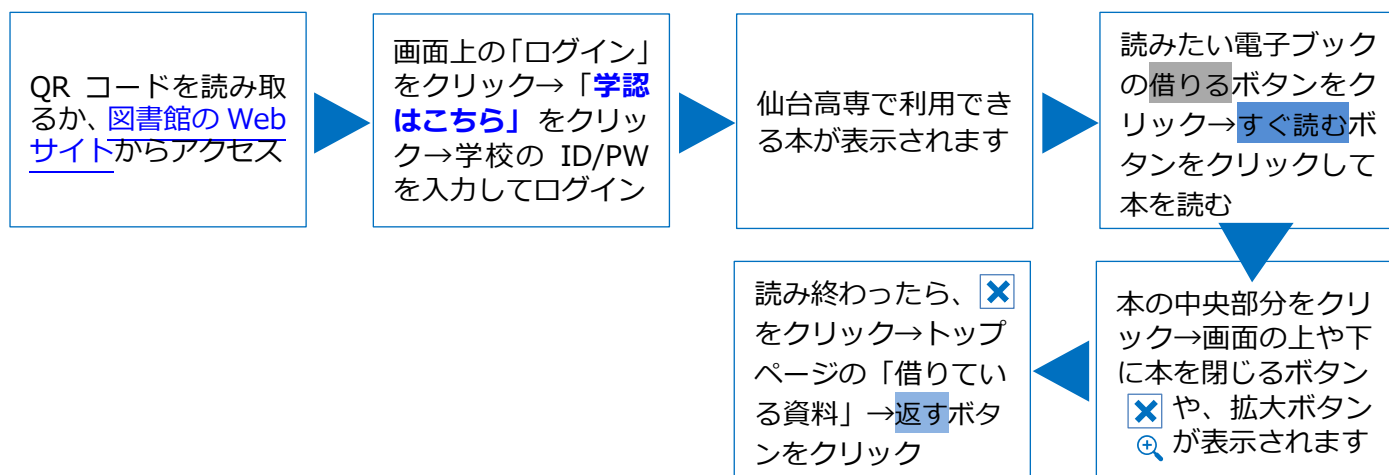 QR コードを読み取
るか、図書館の Web
サイトからアクセス
画面上の「ログイン」
をクリック→「学認
はこちら」をクリッ
ク→学校の ID/PW
を入力してログイン
仙台高専で利用でき
る本が表示されます
読みたい電子ブック
の借りるボタンをク
リック→すぐ読むボ
タンをクリックして
本を読む
本の中央部分をクリ
ック→画面の上や下
に本を閉じるボタン
や、拡大ボタン
が表示されます
読み終わったら、
をクリック→トップ
ページの「借りてい
る資料」→返すボタ
ンをクリック